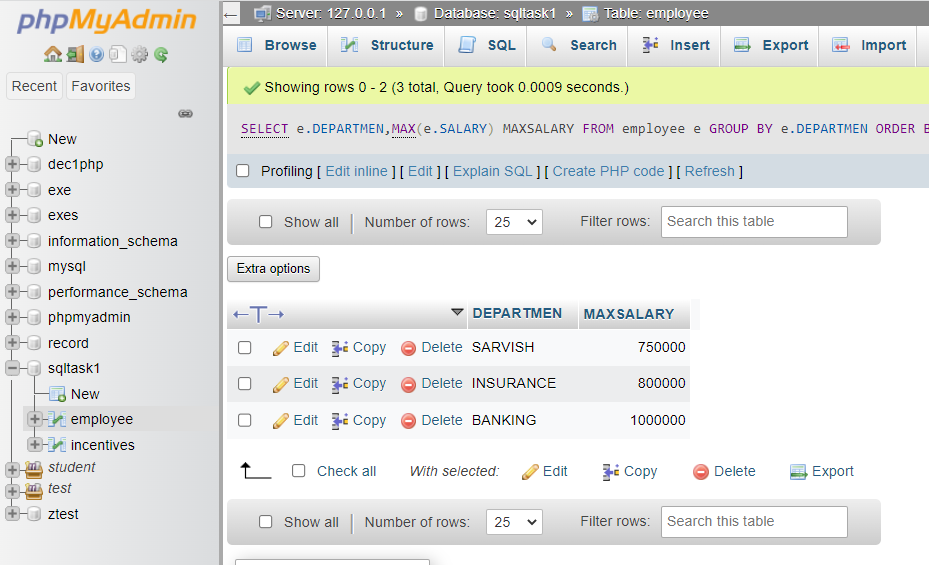 phpMyAdmin
Recent Favorites
New
dec1php
exe
exes
information_schema
mysql
performance_schema
phpmyadmin
record
sqltask1
New
employee
incentives
student
test
ztest
Server: 127.0.0.1 » Database: sqltask1 » Table: employee
Browse Structure SQL Search Insert Export Import
Showing rows 0 - 2 (3 total, Query took 0.0009 seconds.)
SELECT e.DEPARTMEN,MAX(e.SALARY) MAXSALARY FROM employee e GROUP BY e.DEPARTMEN ORDER B
Profiling [ Edit inline ] [ Edit ] [ Explain SQL ] [ Create PHP code ] [ Refresh ]
Show all | Number of rows: 25 Filter rows: Search this table
Extra options
←T→ DEPARTMEN MAXSALARY
Edit Copy Delete SARVISH 750000
Edit Copy Delete INSURANCE 800000
Edit Copy Delete BANKING 1000000
Check all With selected: Edit Copy Delete Export
Show all | Number of rows: 25 Filter rows: Search this table